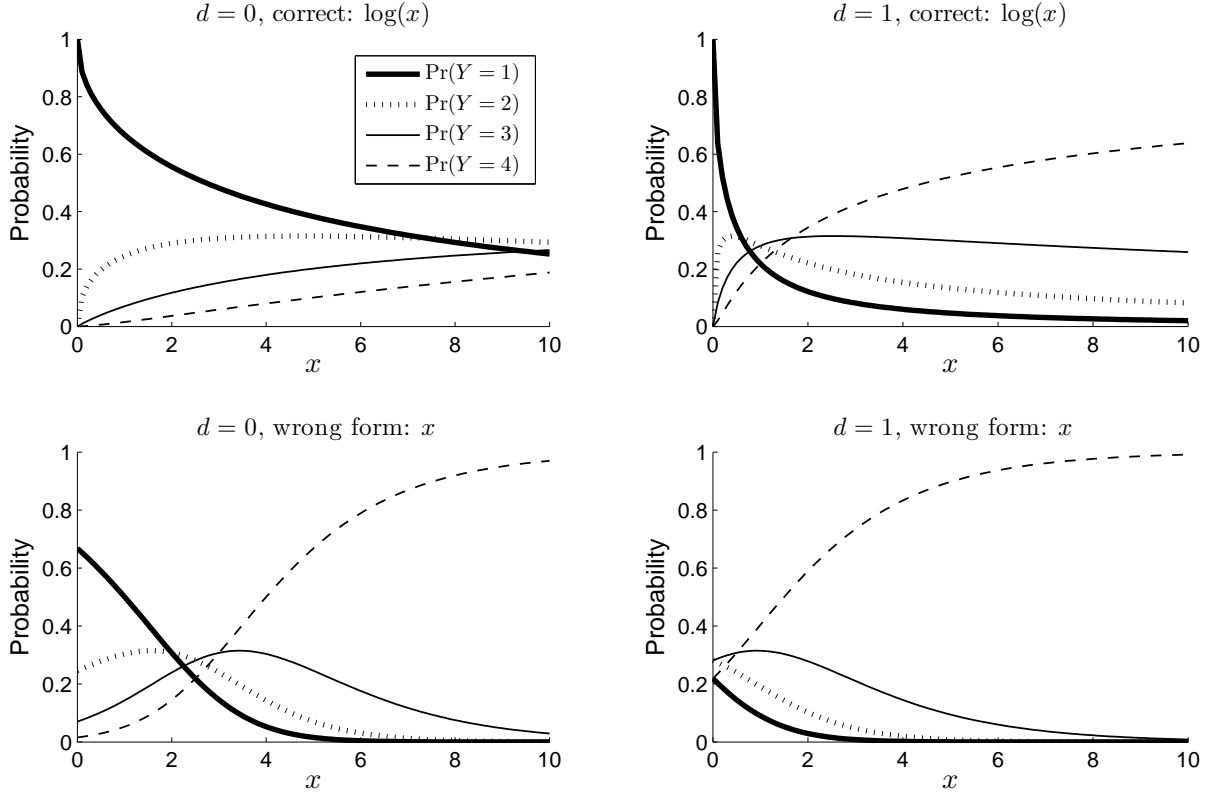 d = 0, correct: log(x)
1
0.8
0.6
0.4
0.2
0
Probability
0 2 4 6 8 10
x
Pr(Y = 1)
Pr(Y = 2)
Pr(Y = 3)
Pr(Y = 4)
d = 1, correct: log(x)
1
0.8
0.6
0.4
0.2
0
Probability
0 2 4 6 8 10
x
d = 0, wrong form: x
1
0.8
0.6
0.4
0.2
0
Probability
0 2 4 6 8 10
x
d = 1, wrong form: x
1
0.8
0.6
0.4
0.2
0
Probability
0 2 4 6 8 10
x